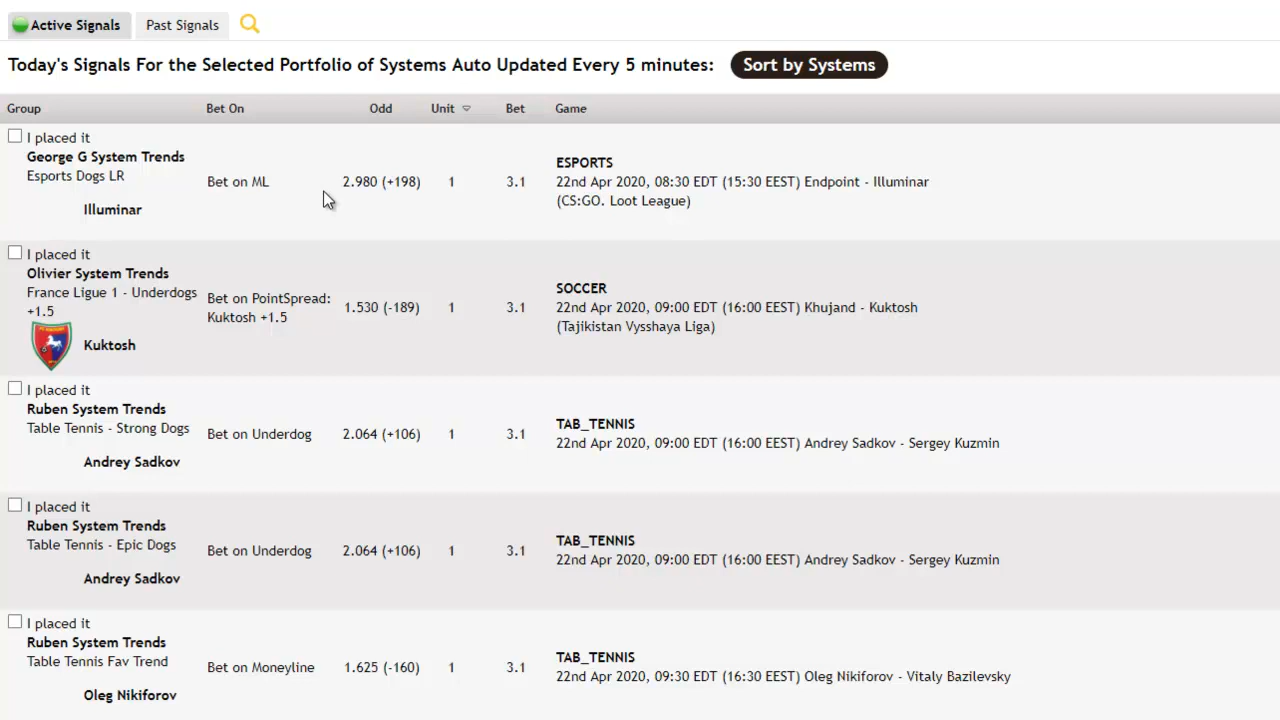 Active Signals Past Signals
Today's Signals For the Selected Portfolio of Systems Auto Updated Every 5 minutes: Sort by Systems
Group Bet On Odd Unit Bet Game
I placed it
George G System Trends
Esports Dogs LR
Illuminar
Bet on ML
2.980 (+198) 1 3.1
ESPORTS
22nd Apr 2020, 08:30 EDT (15:30 EEST) Endpoint - Illuminar
(CS:GO. Loot League)
I placed it
Olivier System Trends
France Ligue 1 - Underdogs
+1.5
Kuktosh
Bet on PointSpread:
Kuktosh +1.5
1.530 (-189) 1 3.1
SOCCER
22nd Apr 2020, 09:00 EDT (16:00 EEST) Khujand - Kuktosh
(Tajikistan Vysshaya Liga)
I placed it
Ruben System Trends
Table Tennis - Strong Dogs
Andrey Sadkov
Bet on Underdog
2.064 (+106) 1 3.1
TAB_TENNIS
22nd Apr 2020, 09:00 EDT (16:00 EEST) Andrey Sadkov - Sergey Kuzmin
I placed it
Ruben System Trends
Table Tennis - Epic Dogs
Andrey Sadkov
Bet on Underdog
2.064 (+106) 1 3.1
TAB_TENNIS
22nd Apr 2020, 09:00 EDT (16:00 EEST) Andrey Sadkov - Sergey Kuzmin
I placed it
Ruben System Trends
Table Tennis Fav Trend
Oleg Nikiforov
Bet on Moneyline
1.625 (-160) 1 3.1
TAB_TENNIS
22nd Apr 2020, 09:30 EDT (16:30 EEST) Oleg Nikiforov - Vitaly Bazilevsky